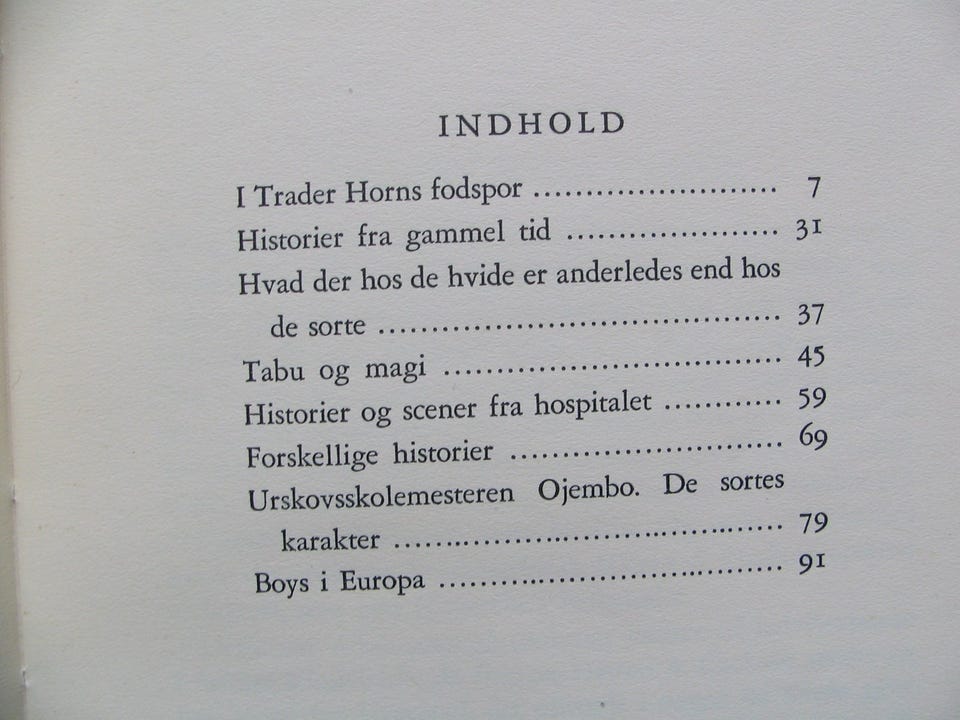 INDHOLD
I Trader Horns fodspor ........................ 7
Historier fra gammel tid ..................... 31
Hvad der hos de hvide er anderledes end hos
de sorte ....................................... 37
Tabu og magi ................................ 45
Historier og scener fra hospitalet ............ 59
Forskellige historier .......................... 69
Urskovsskolemesteren Ojembo. De sortes
karakter ...................................... 79
Boys i Europa .................................. 91